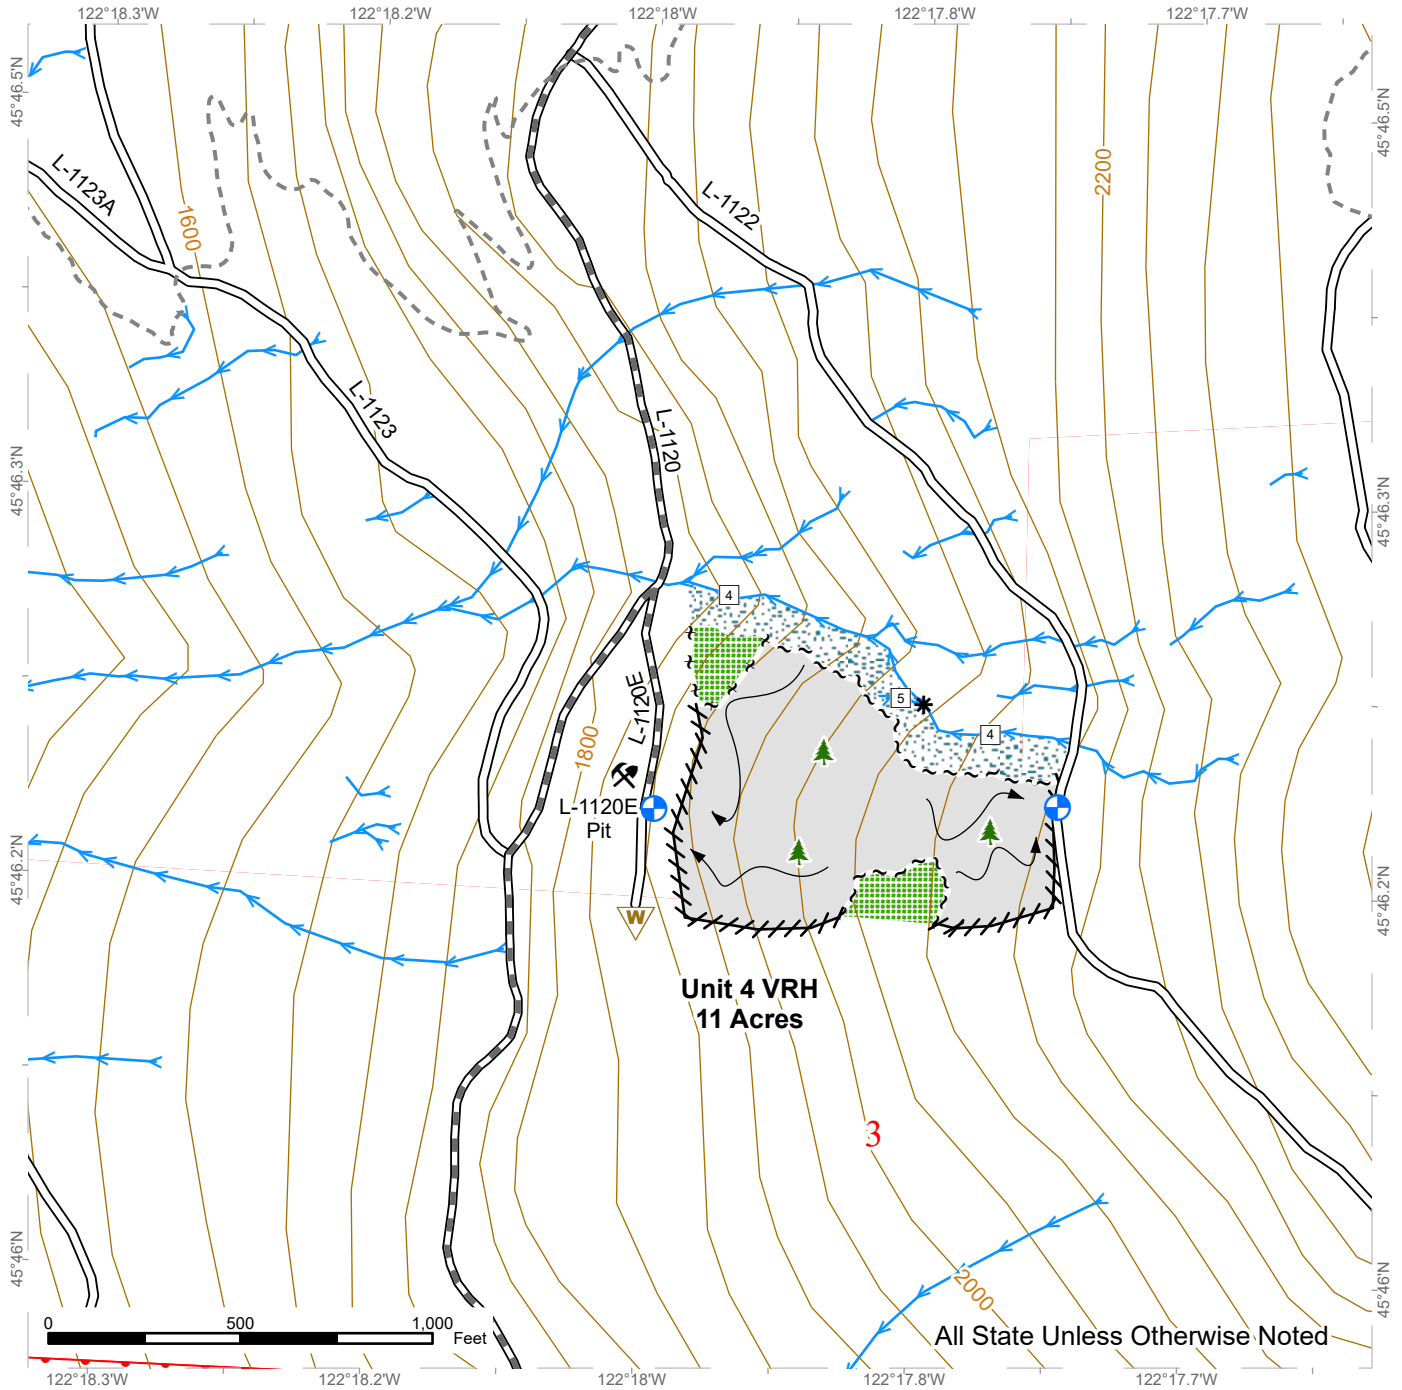 122°18.3'W
122°18.2'W
122°18'W
122°17.8'W
122°17.7'W
45°46.5'N
45°46.5'N
L-1123A
1600
L-1122
2200
L-1123
L-1120
45°46.3'N
45°46.3'N
4
L-1120E
5
4
1800
L-1120E
Pit
45°46.2'N
45°46.2'N
W
Unit 4 VRH
11 Acres
3
45°46'N
45°46'N
2000
0 500 1,000
Feet
All State Unless Otherwise Noted
122°18.3'W
122°18.2'W
122°18'W
122°17.8'W
122°17.7'W